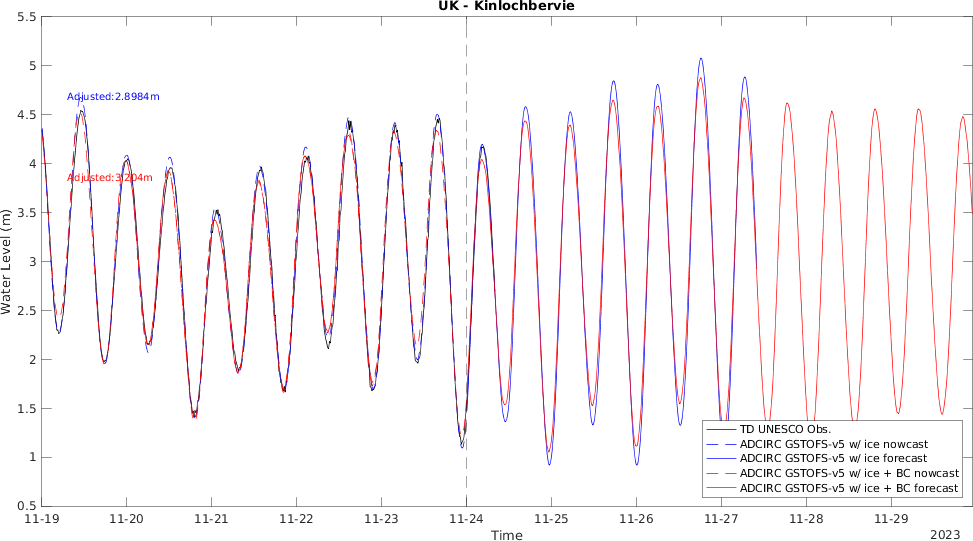 UK - Kinlochbervie
5.5
5
4.5
4
3.5
3
2.5
2
1.5
1
0.5
Water Level (m)
Adjusted:2.8984m
Adjusted:3.204m
TD UNESCO Obs.
ADCIRC GSTOFS-v5 w/ ice nowcast
ADCIRC GSTOFS-v5 w/ ice forecast
ADCIRC GSTOFS-v5 w/ ice + BC nowcast
ADCIRC GSTOFS-v5 w/ ice + BC forecast
11-19 11-20 11-21 11-22 11-23 11-24 11-25 11-26 11-27 11-28 11-29
Time
2023